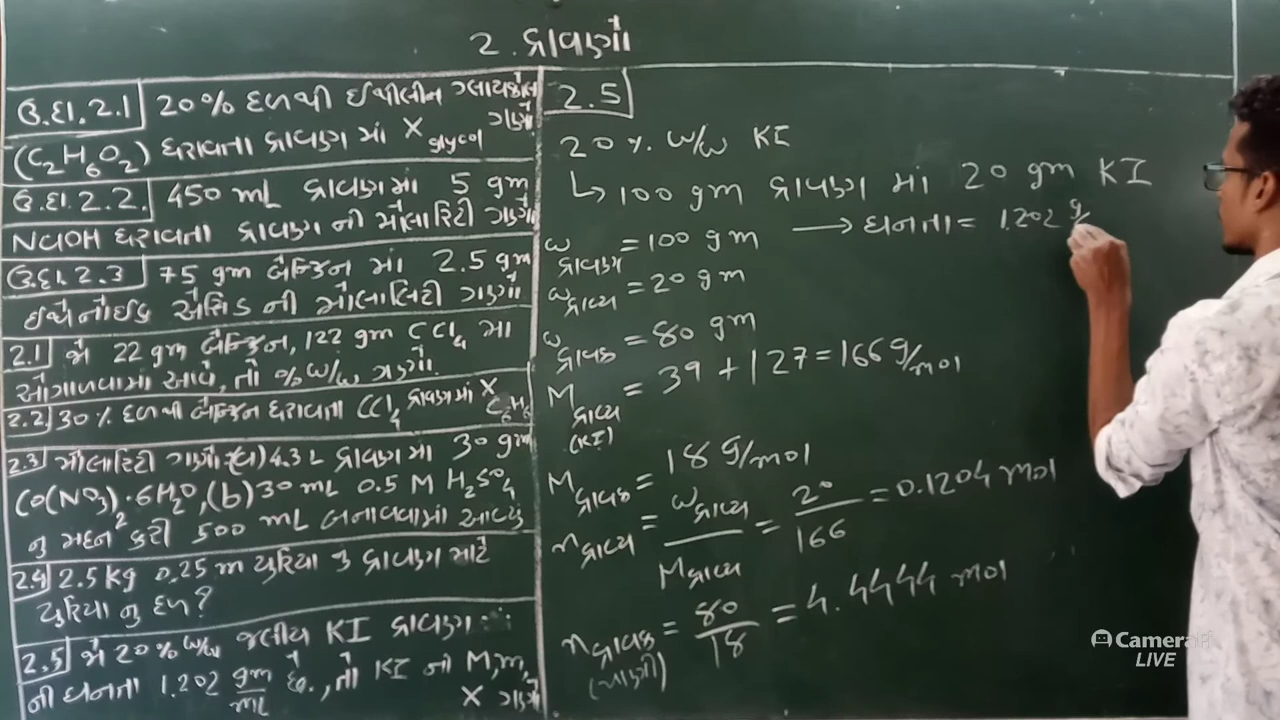 2. દ્રાવણો
ઉ.દા.2.1 20% દળથી ઈથીલીન ગ્લાયકોલ
(C₂H₆O₂) ધરાવતા દ્રાવણ માં X glycol ગણો
ઉ.દા.2.2. 450 mL દ્રાવણમાં 5 gm
NaOH ધરાવતા દ્રાવણ ની મોલારિટી ગણો
ઉ.દા.2.3 75 gm બેન્ઝિન માં 2.5 gm
ઈથેનોઈક એસિડ ની મોલાલિટી ગણો
2.1 જો 22 gm બેન્ઝિન, 122 gm CCl₄ માં
ઓગાળવામાં આવે, તો % w/w ગણો.
2.2 30% દળથી બેન્ઝિન ધરાવતા CCl₄ દ્રાવણમાં X C₆H₆
2.3 મોલારિટી ગણો (a) 4.3 L દ્રાવણ માં 30 gm
Co(NO₃)₂.6H₂O, (b) 30 mL 0.5 M H₂SO₄
નુ મંદન કરી 500 mL બનાવવામાં આવ્યું
2.4 2.5 kg 0.25 m યુરિયા નુ દ્રાવણ માટે
યુરિયા નુ દળ?
2.5 જો 20% w/w જલીય KI દ્રાવણ
ની ઘનતા 1.202 gm/mL છે, તો KI ની M, m,
X ગણો
2.5
20 % w/w KI
↳ 100 gm દ્રાવણ માં 20 gm KI
w દ્રાવણ = 100 gm → ઘનતા = 1.202 g/
w દ્રાવ્ય = 20 gm
w દ્રાવક = 80 gm
M દ્રાવ્ય (KI) = 39 + 127 = 166 g/mol
M દ્રાવક = 18 g/mol
n દ્રાવ્ય = w દ્રાવ્ય / M દ્રાવ્ય = 20 / 166 = 0.1204 mol
n દ્રાવક (પાણી) = 80 / 18 = 4.4444 mol
CameraFi
LIVE